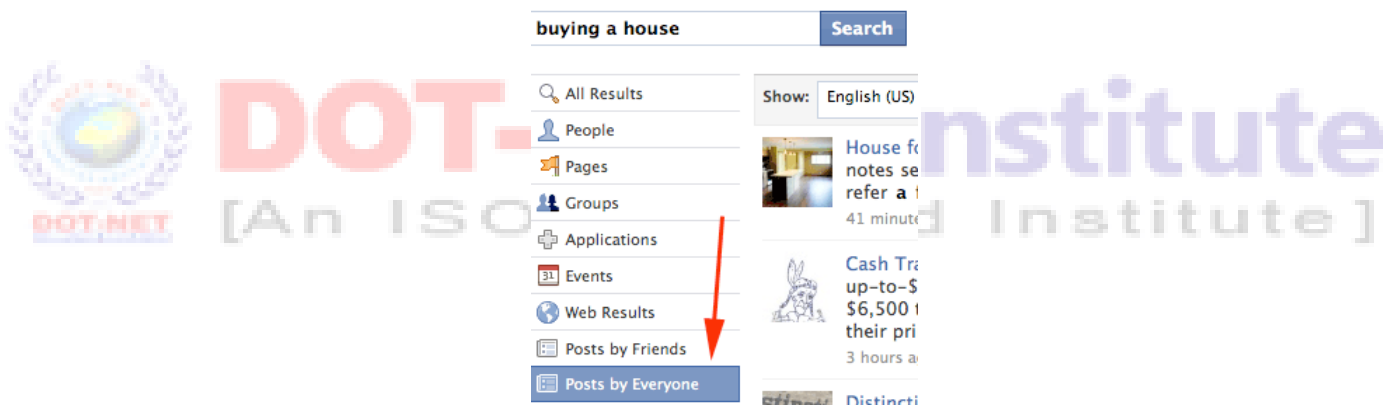 buying a house
Search
DOT-
nstitute
[An ISO
d Institute]
DOT-NET
All Results
People
Pages
Groups
Applications
31 Events
Web Results
Posts by Friends
Posts by Everyone
Show: English (US)
House fo
notes se
refer a f
41 minute
Cash Tra
up-to-$
$6,500 t
their pri
3 hours a
Distincti